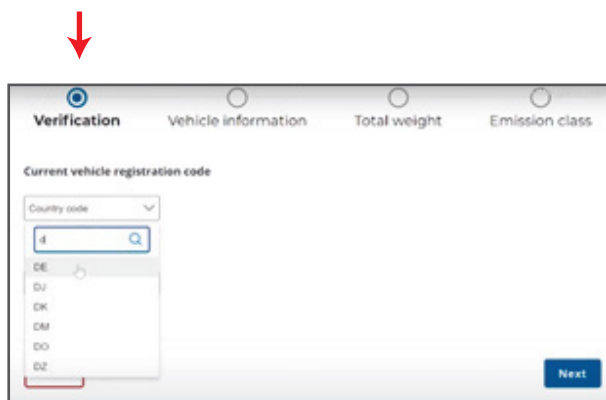 Verification Vehicle information Total weight Emission class
Current vehicle registration code
Country code
d
DE
DJ
DK
DM
DO
DZ
Next